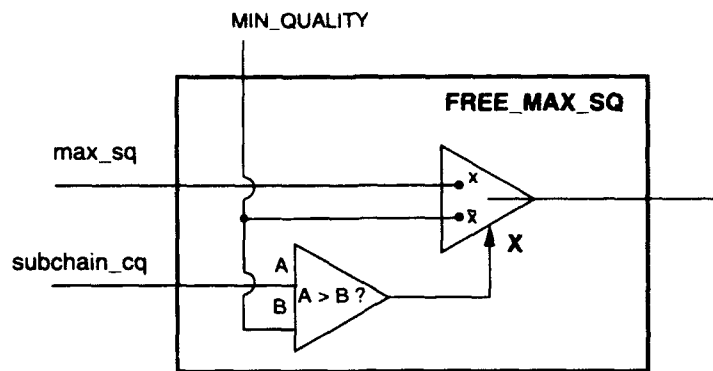 MIN_QUALITY
FREE_MAX_SQ
max_sq
x
x̄
X
subchain_cq
A
A > B ?
B